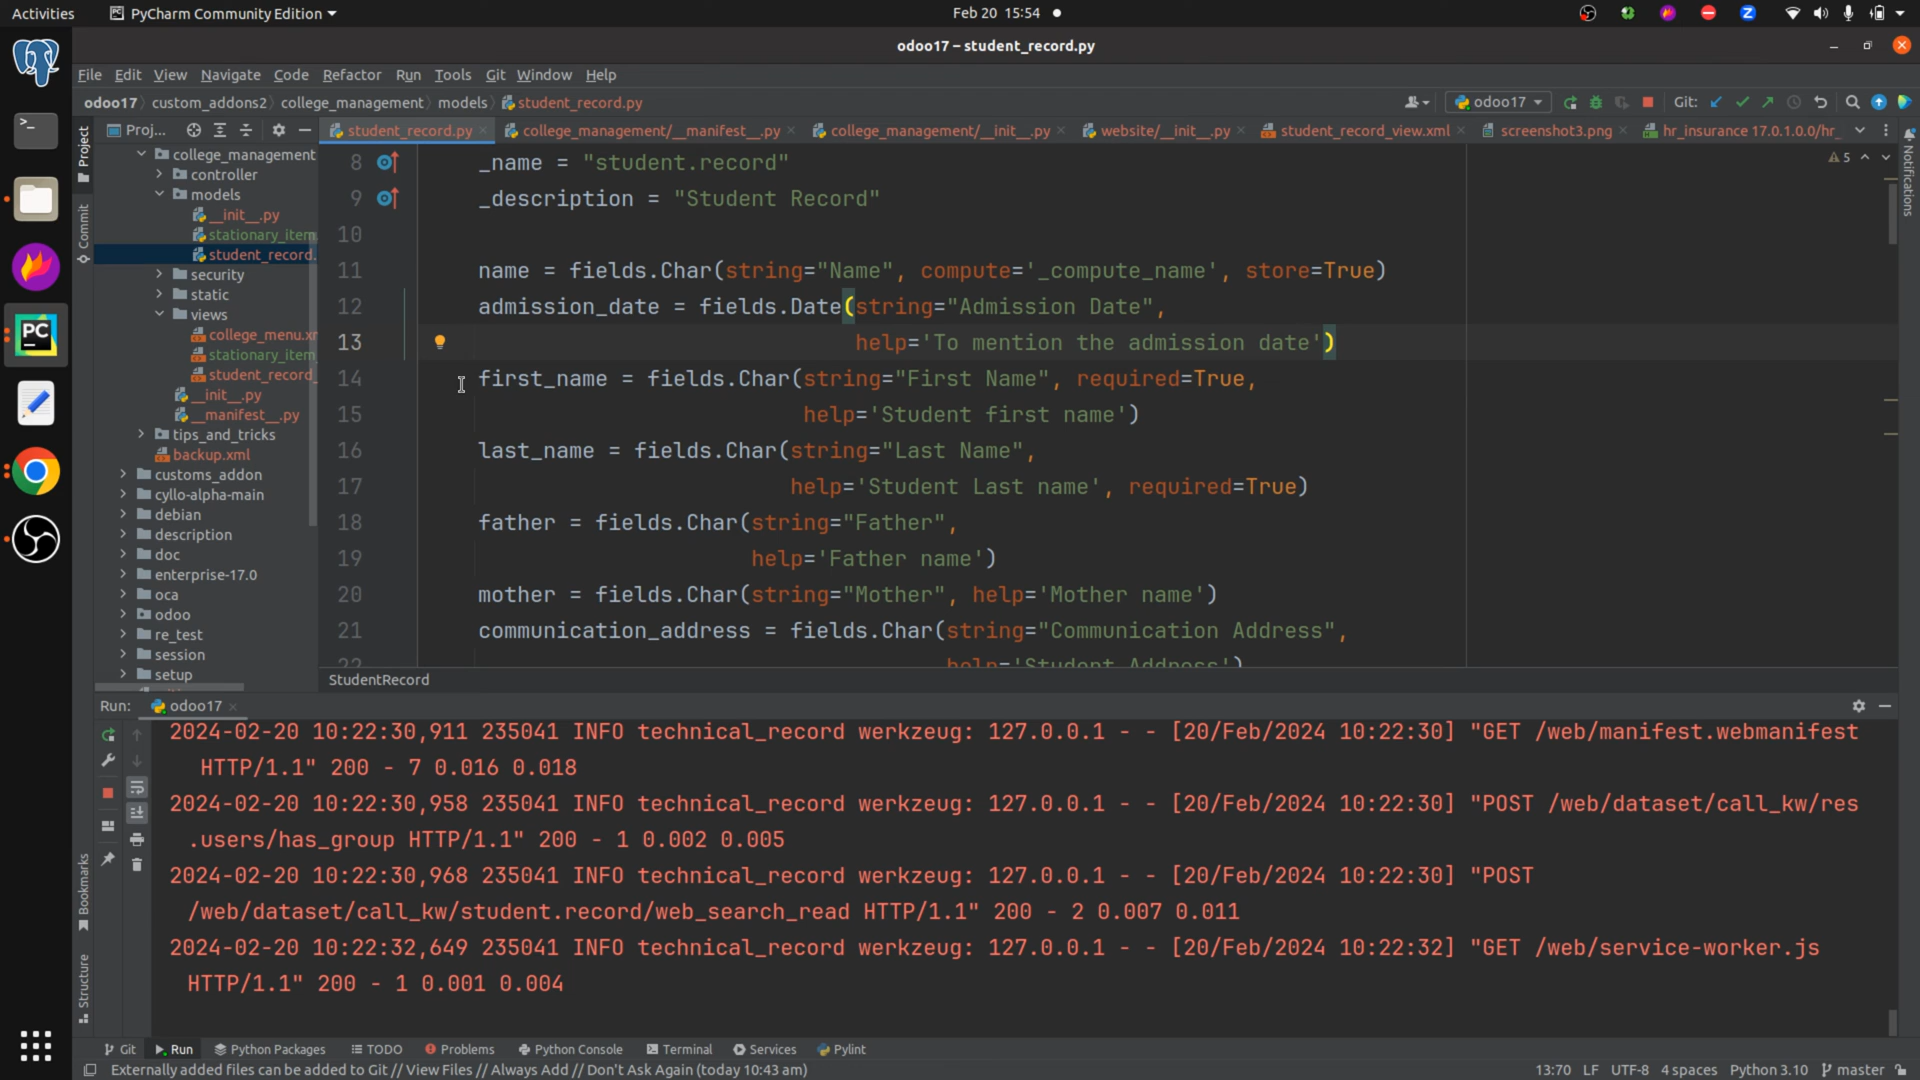 Activities
PyCharm Community Edition
Feb 20 15:54
odoo17 – student_record.py
File Edit View Navigate Code Refactor Run Tools Git Window Help
odoo17 custom_addons2 college_management models student_record.py
odoo17
Git:
Proj...
student_record.py
college_management/__manifest__.py
college_management/__init__.py
website/__init__.py
student_record_view.xml
screenshot3.png
hr_insurance 17.0.1.0.0/hr_
Project
Commit
Bookmarks
Structure
Notifications
college_management
controller
models
__init__.py
stationary_item
student_record.
security
static
views
college_menu.x
stationary_item
student_record_
__init__.py
__manifest__.py
tips_and_tricks
backup.xml
customs_addon
cyllo-alpha-main
debian
description
doc
enterprise-17.0
oca
odoo
re_test
session
setup
5
8 _name = "student.record"
9 _description = "Student Record"
10
11 name = fields.Char(string="Name", compute='_compute_name', store=True)
12 admission_date = fields.Date(string="Admission Date",
13 help='To mention the admission date')
14 first_name = fields.Char(string="First Name", required=True,
15 help='Student first name')
16 last_name = fields.Char(string="Last Name",
17 help='Student Last name', required=True)
18 father = fields.Char(string="Father",
19 help='Father name')
20 mother = fields.Char(string="Mother", help='Mother name')
21 communication_address = fields.Char(string="Communication Address",
22 help='Student Address')
StudentRecord
Run: odoo17
2024-02-20 10:22:30,911 235041 INFO technical_record werkzeug: 127.0.0.1 - - [20/Feb/2024 10:22:30] "GET /web/manifest.webmanifest
HTTP/1.1" 200 - 7 0.016 0.018
2024-02-20 10:22:30,958 235041 INFO technical_record werkzeug: 127.0.0.1 - - [20/Feb/2024 10:22:30] "POST /web/dataset/call_kw/res
.users/has_group HTTP/1.1" 200 - 1 0.002 0.005
2024-02-20 10:22:30,968 235041 INFO technical_record werkzeug: 127.0.0.1 - - [20/Feb/2024 10:22:30] "POST
/web/dataset/call_kw/student.record/web_search_read HTTP/1.1" 200 - 2 0.007 0.011
2024-02-20 10:22:32,649 235041 INFO technical_record werkzeug: 127.0.0.1 - - [20/Feb/2024 10:22:32] "GET /web/service-worker.js
HTTP/1.1" 200 - 1 0.001 0.004
Git Run Python Packages TODO Problems Python Console Terminal Services Pylint
Externally added files can be added to Git // View Files // Always Add // Don't Ask Again (today 10:43 am)
13:70 LF UTF-8 4 spaces Python 3.10 master